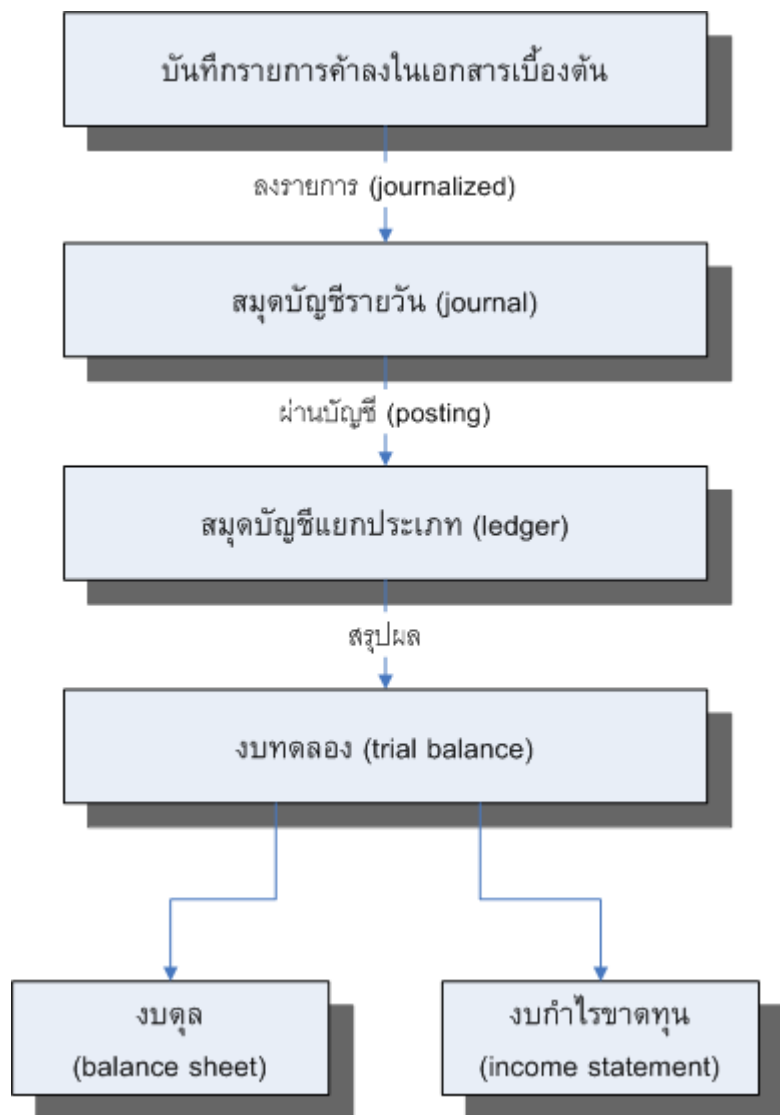 บันทึกรายการค้าลงในเอกสารเบื้องต้น
ลงรายการ (journalized)
สมุดบัญชีรายวัน (journal)
ผ่านบัญชี (posting)
สมุดบัญชีแยกประเภท (ledger)
สรุปผล
งบทดลอง (trial balance)
งบดุล
(balance sheet)
งบกำไรขาดทุน
(income statement)